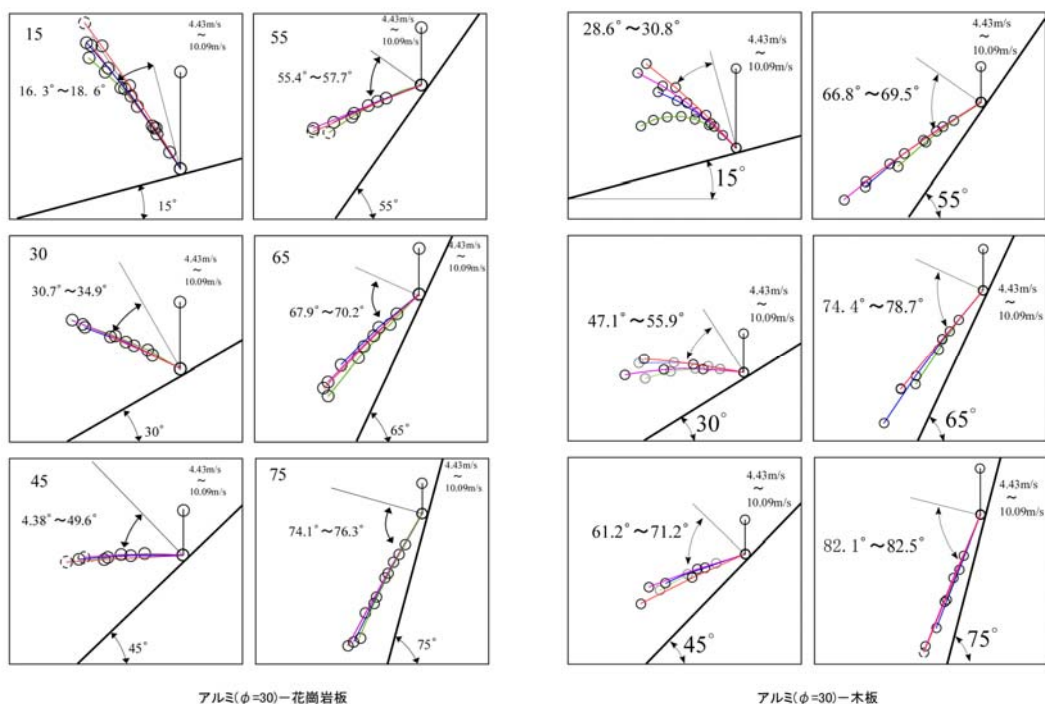 15
4.43m/s
～
10.09m/s
16.3°～18.6°
15°
55
4.43m/s
～
10.09m/s
55.4°～57.7°
55°
30
4.43m/s
～
10.09m/s
30.7°～34.9°
30°
65
4.43m/s
～
10.09m/s
67.9°～70.2°
65°
45
4.43m/s
～
10.09m/s
4.38°～49.6°
45°
75
4.43m/s
～
10.09m/s
74.1°～76.3°
75°
アルミ(φ=30)ー花崗岩板
28.6°～30.8°
4.43m/s
～
10.09m/s
15°
4.43m/s
～
10.09m/s
66.8°～69.5°
55°
4.43m/s
～
10.09m/s
47.1°～55.9°
30°
4.43m/s
～
10.09m/s
74.4°～78.7°
65°
4.43m/s
～
10.09m/s
61.2°～71.2°
45°
4.43m/s
～
10.09m/s
82.1°～82.5°
75°
アルミ(φ=30)ー木板